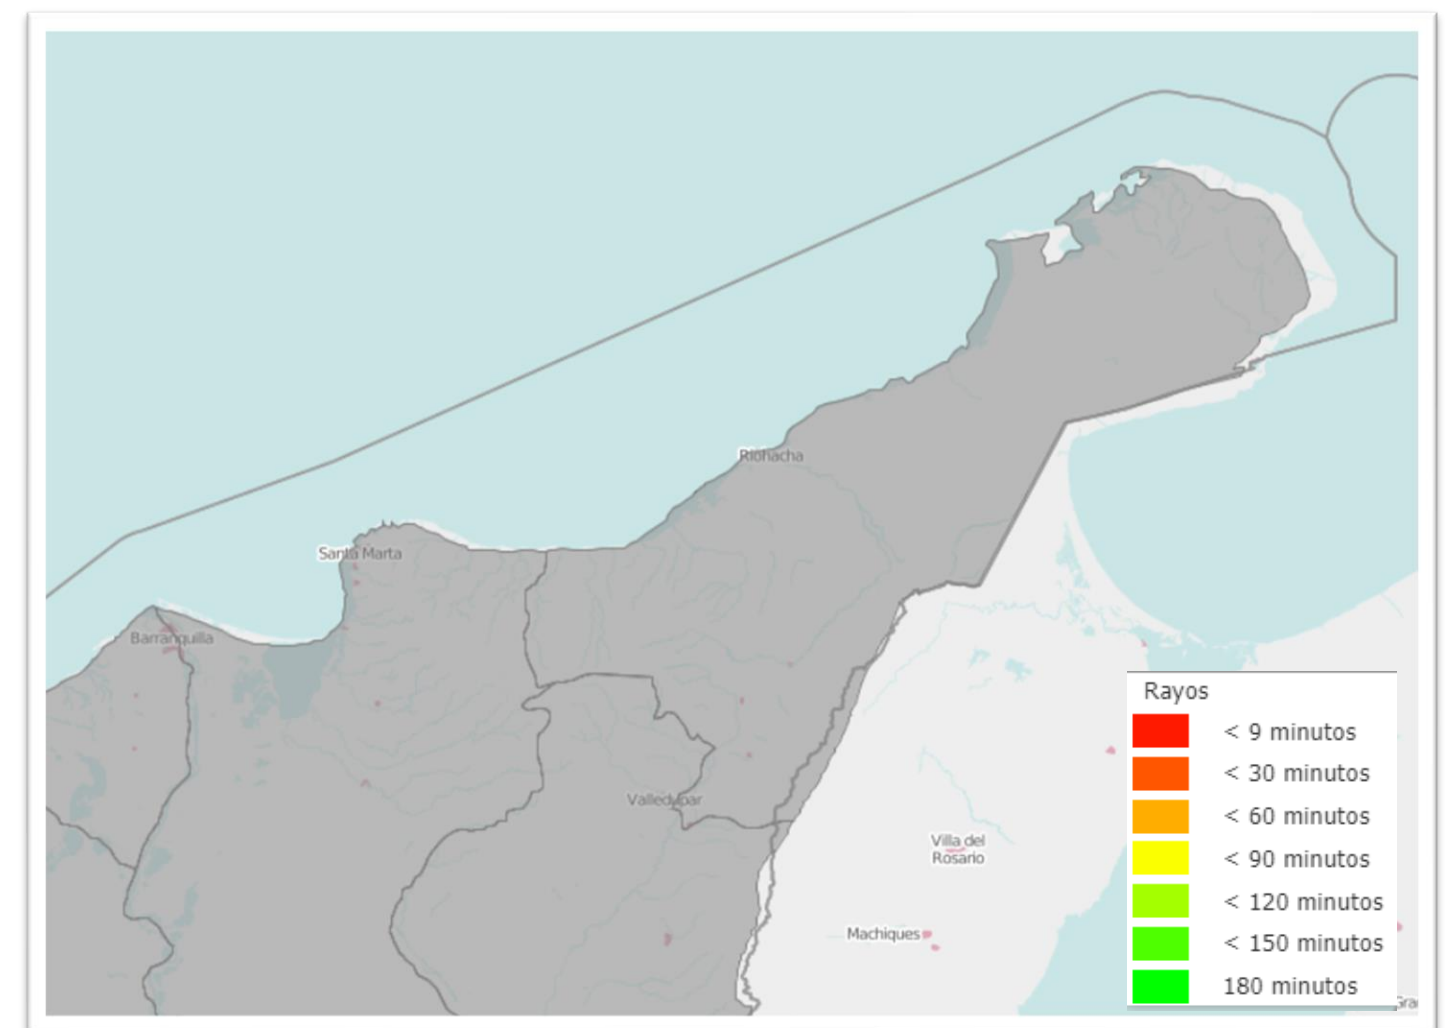 Riohacha
Santa Marta
Barranquilla
Valledupar
Villa del
Rosario
Machiques
Rayos
< 9 minutos
< 30 minutos
< 60 minutos
< 90 minutos
< 120 minutos
< 150 minutos
180 minutos